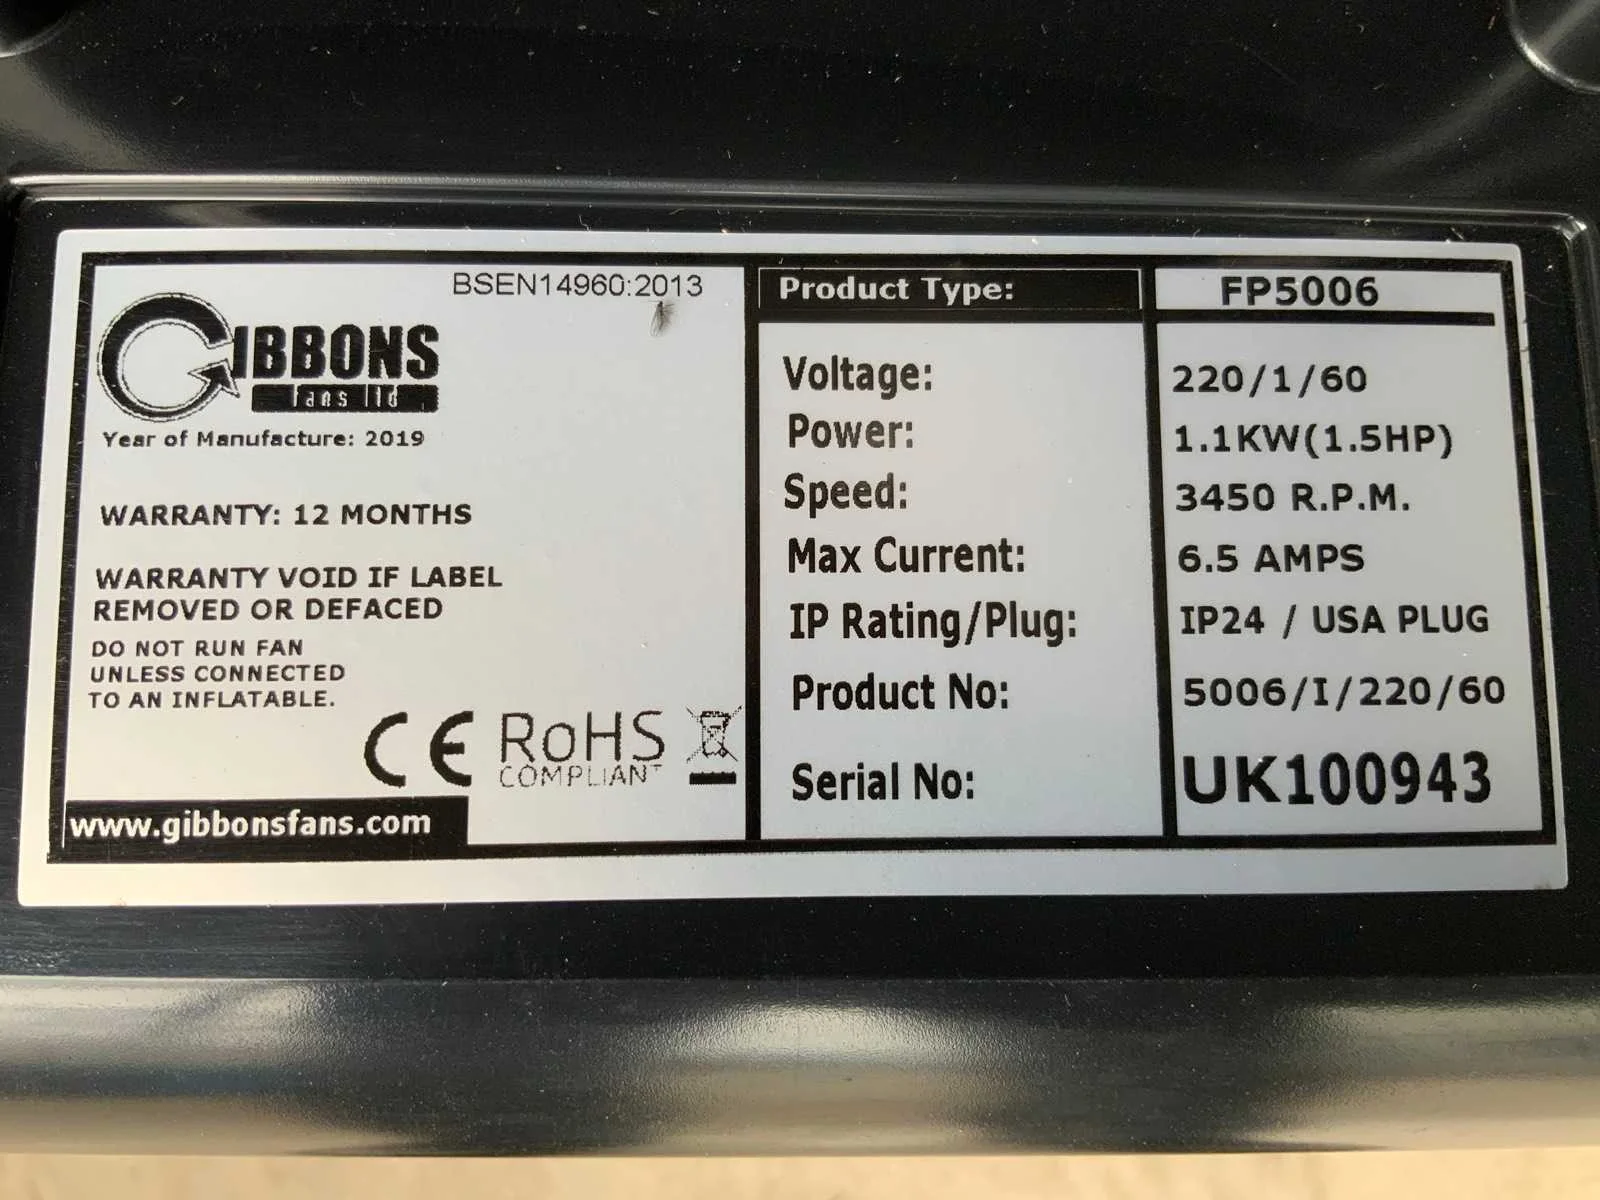 BSEN14960:2013
GIBBONS
fans ltd
Year of Manufacture: 2019
WARRANTY: 12 MONTHS
WARRANTY VOID IF LABEL
REMOVED OR DEFACED
DO NOT RUN FAN
UNLESS CONNECTED
TO AN INFLATABLE.
CE RoHS
COMPLIANT
www.gibbonsfans.com
Product Type: FP5006
Voltage: 220/1/60
Power: 1.1KW(1.5HP)
Speed: 3450 R.P.M.
Max Current: 6.5 AMPS
IP Rating/Plug: IP24 / USA PLUG
Product No: 5006/I/220/60
Serial No: UK100943